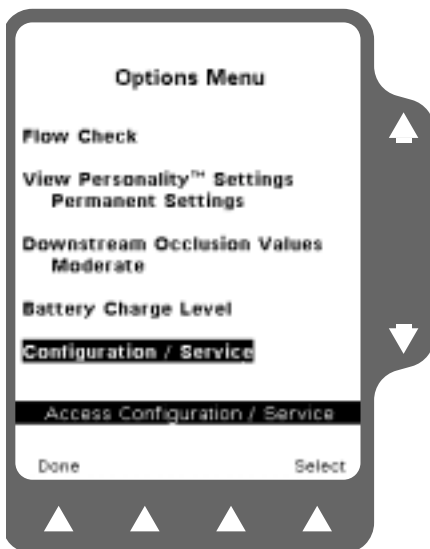 Options Menu
Flow Check
View Personality™ Settings
Permanent Settings
Downstream Occlusion Values
Moderate
Battery Charge Level
Configuration / Service
Access Configuration / Service
Done Select